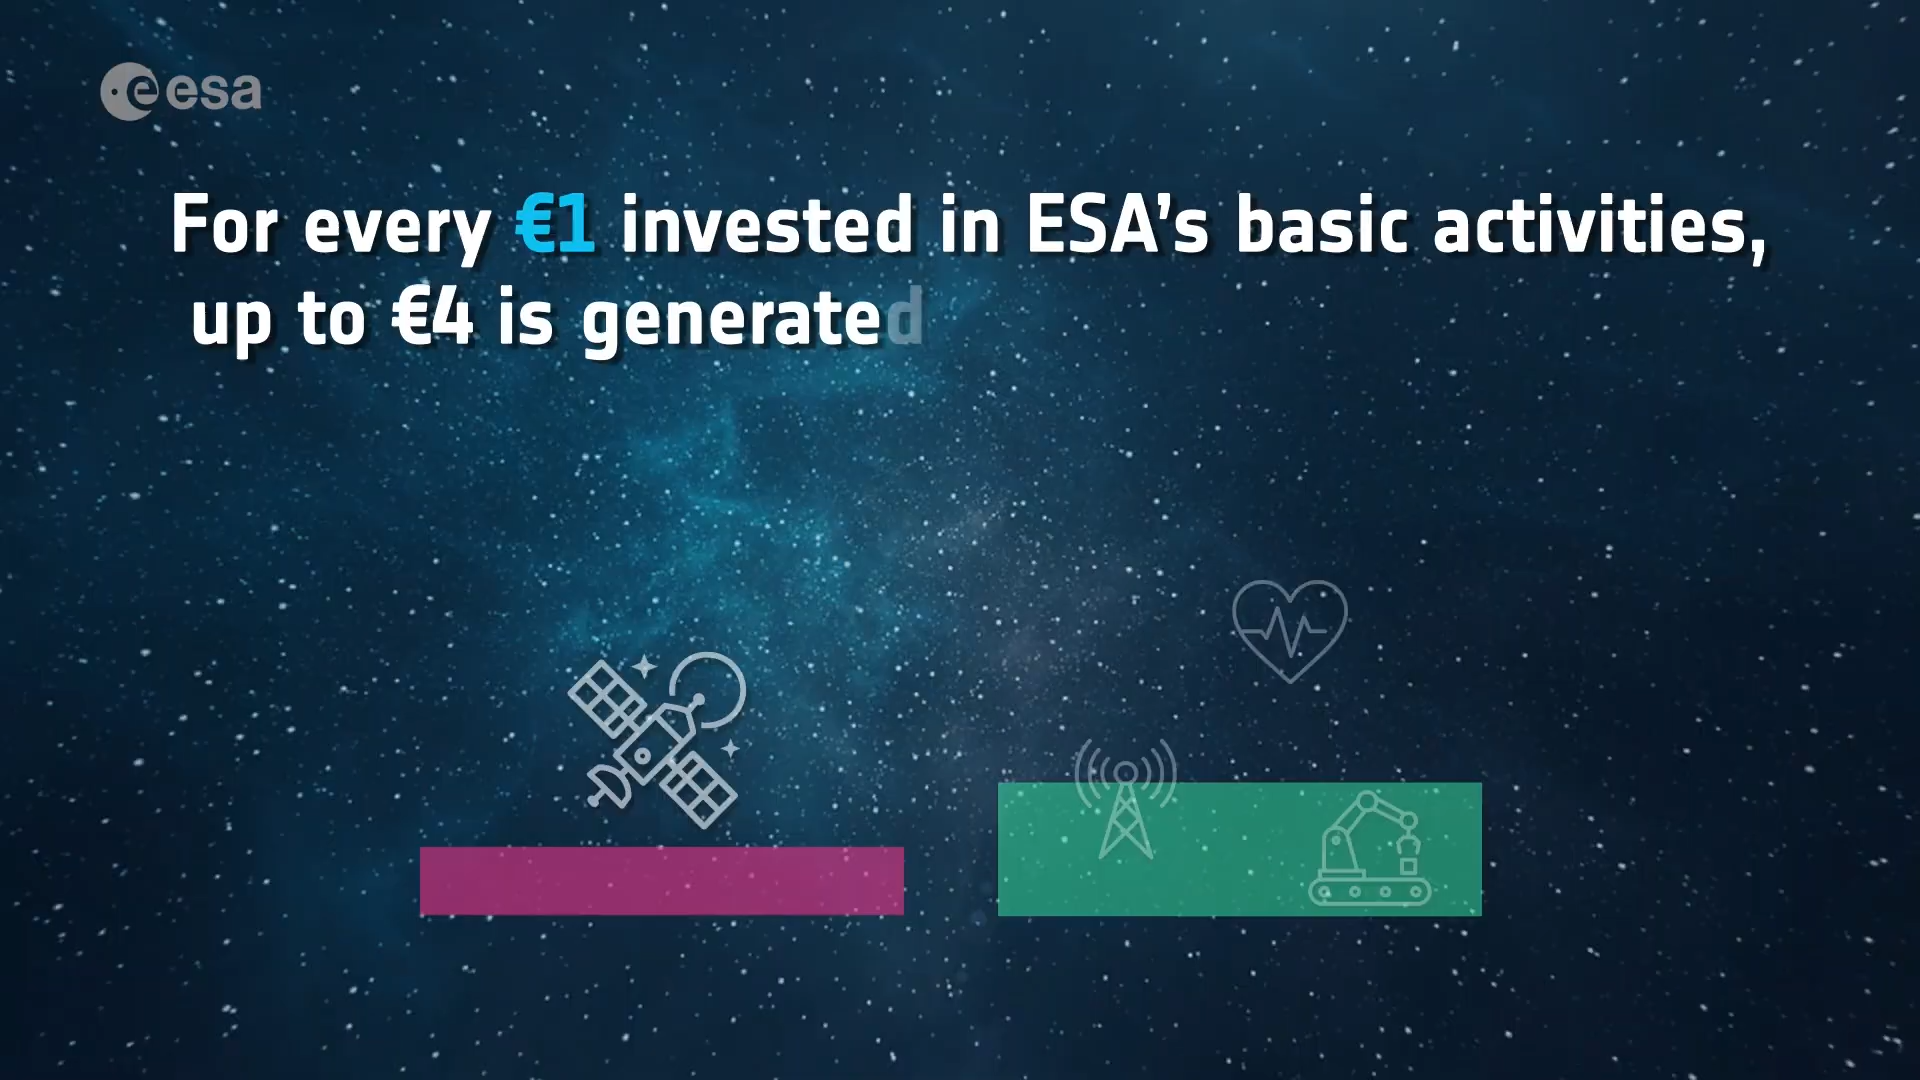 esa
For every €1 invested in ESA’s basic activities,
up to €4 is generated